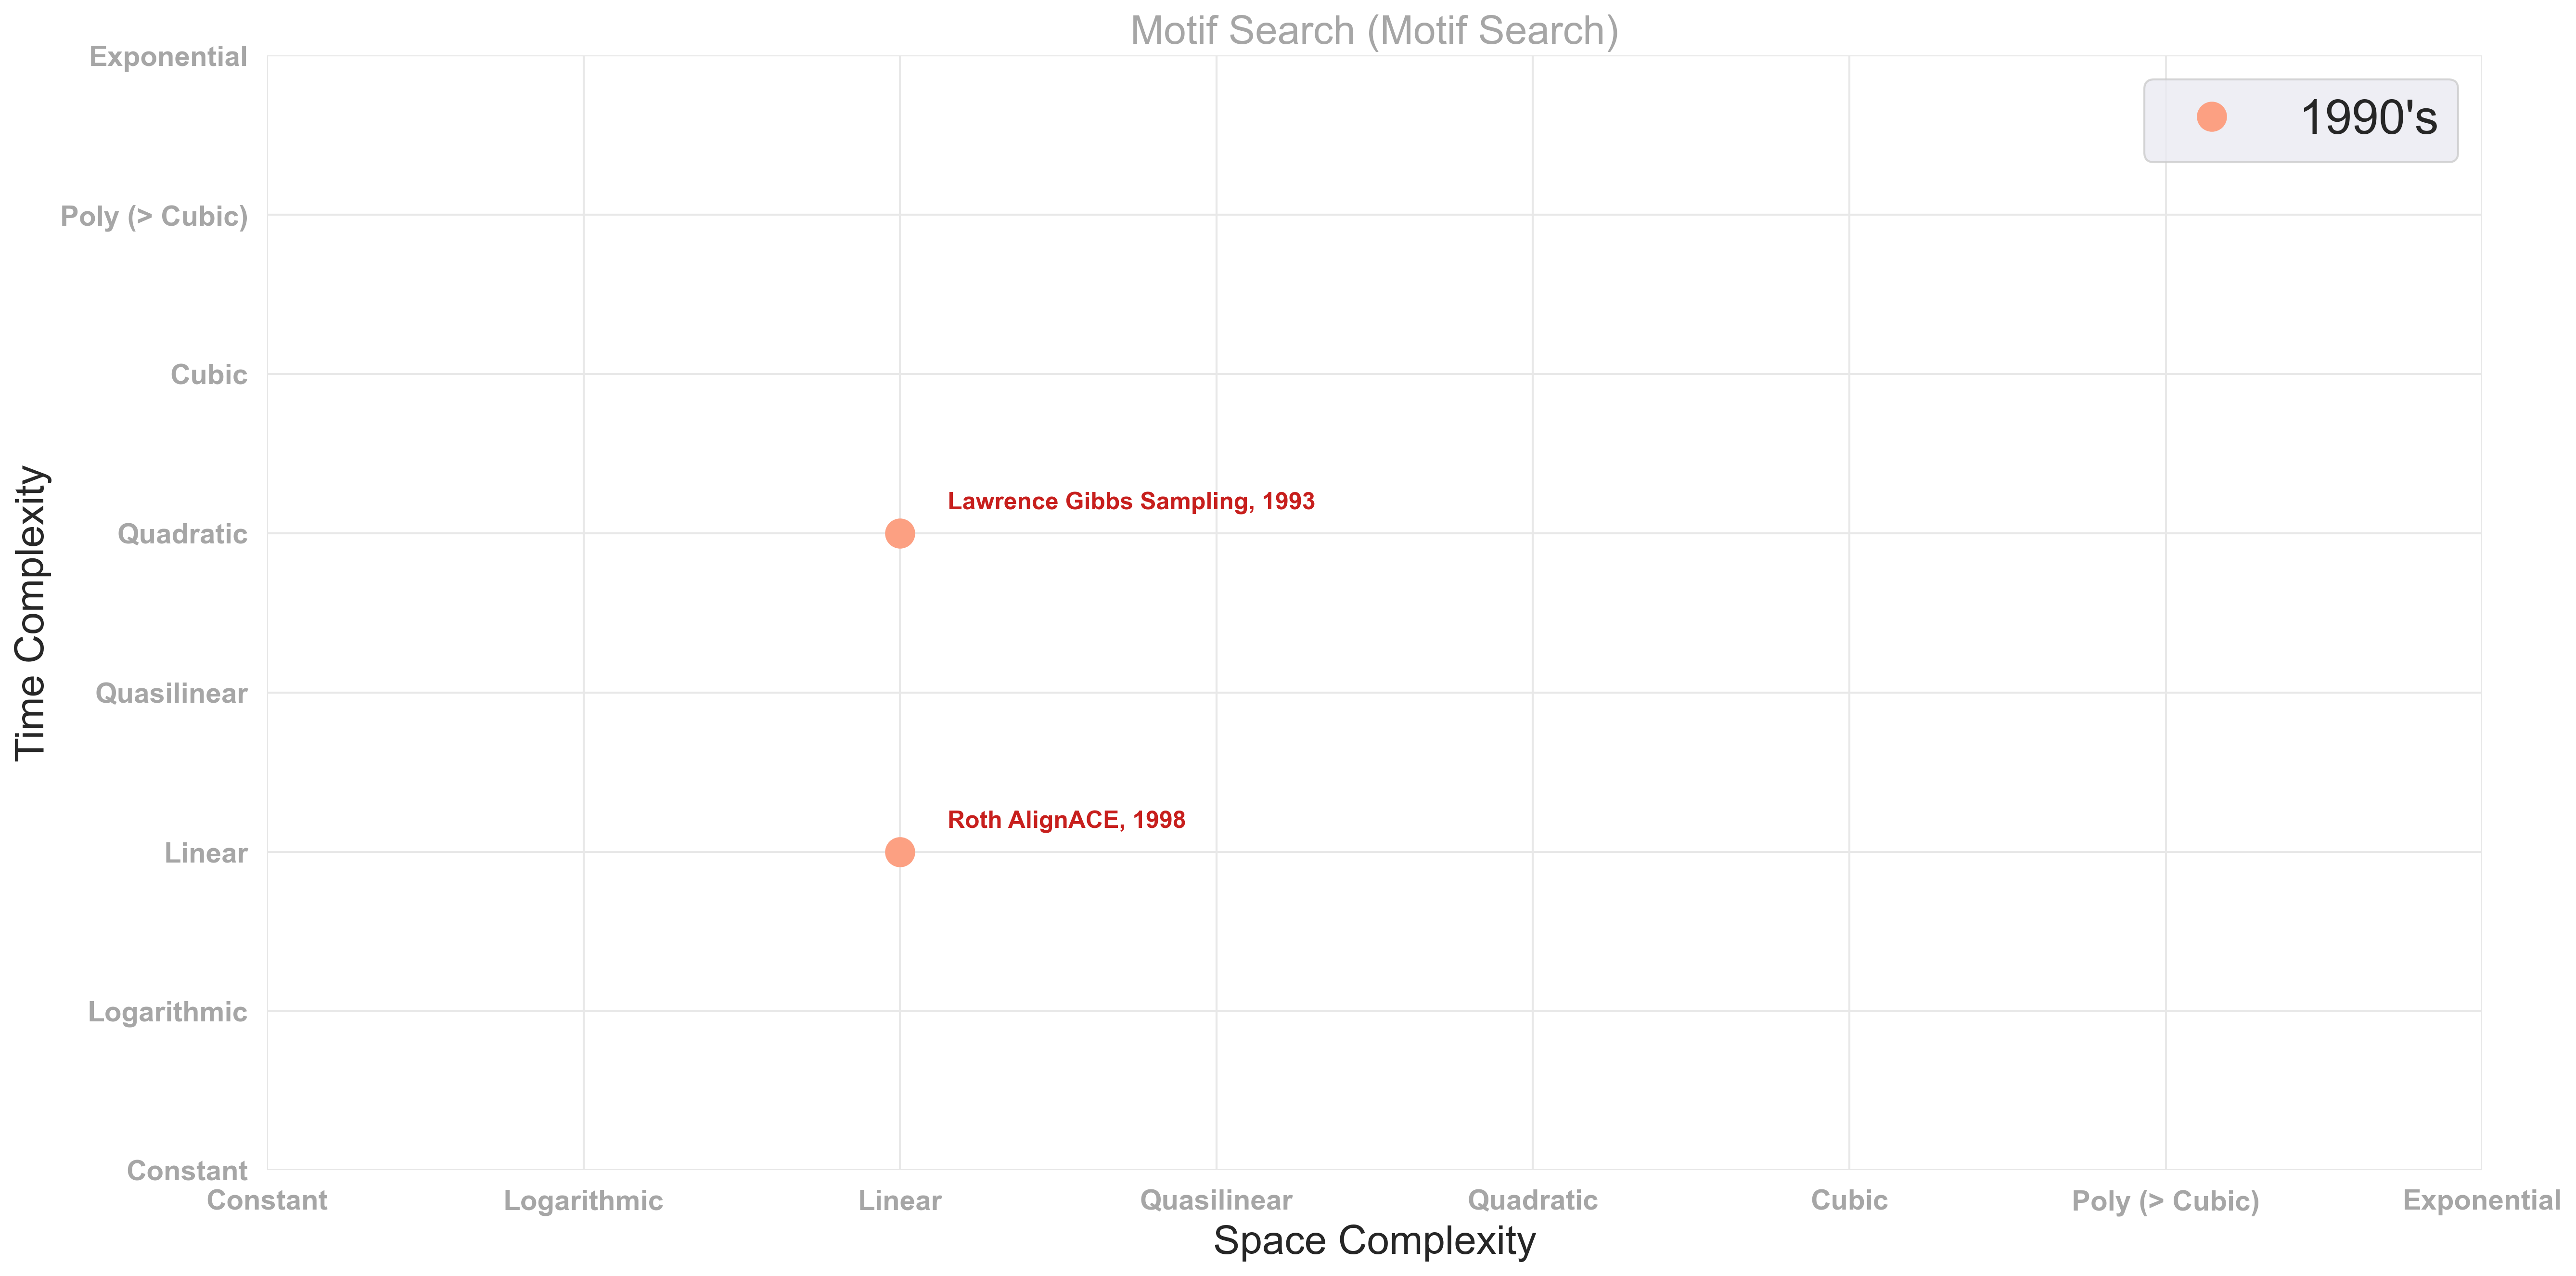 Motif Search (Motif Search)
Exponential
Poly (> Cubic)
Cubic
Quadratic
Quasilinear
Linear
Logarithmic
Constant
Time Complexity
1990's
Lawrence Gibbs Sampling, 1993
Roth AlignACE, 1998
Constant
Logarithmic
Linear
Quasilinear
Quadratic
Cubic
Poly (> Cubic)
Exponential
Space Complexity